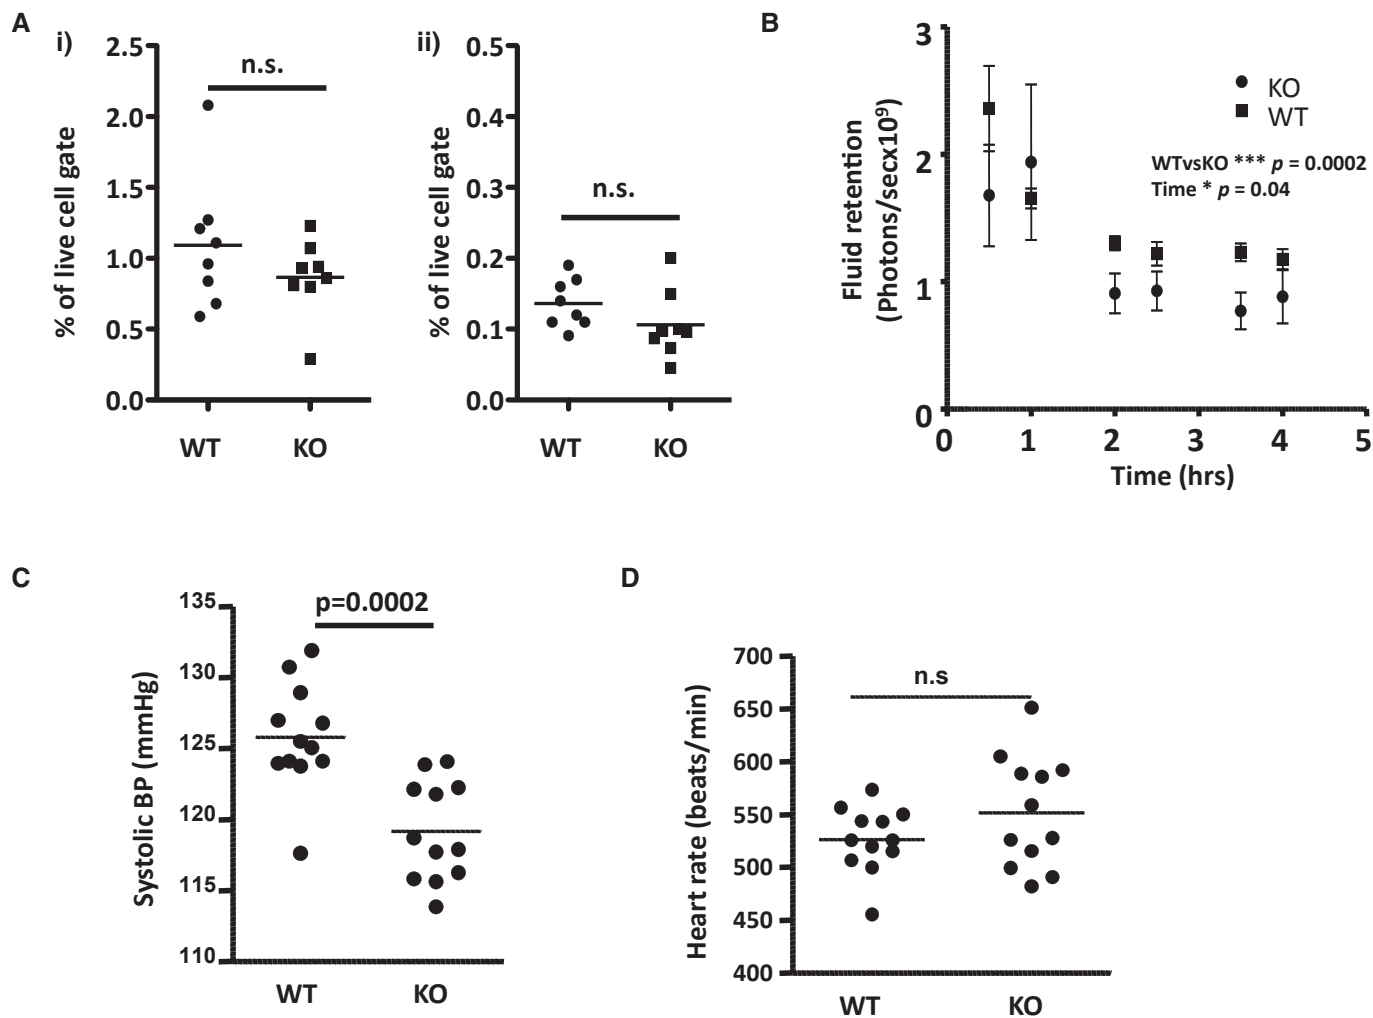 A
i)
2.5
2.0
1.5
1.0
0.5
0.0
% of live cell gate
n.s.
WT
KO
ii)
0.5
0.4
0.3
0.2
0.1
0.0
% of live cell gate
n.s.
WT
KO
B
3
2
1
0
Fluid retention
(Photons/secx10⁹)
KO
WT
WTvsKO *** p = 0.0002
Time * p = 0.04
0
1
2
3
4
5
Time (hrs)
C
135
130
125
120
115
110
Systolic BP (mmHg)
p=0.0002
WT
KO
D
700
650
600
550
500
450
400
Heart rate (beats/min)
n.s
WT
KO